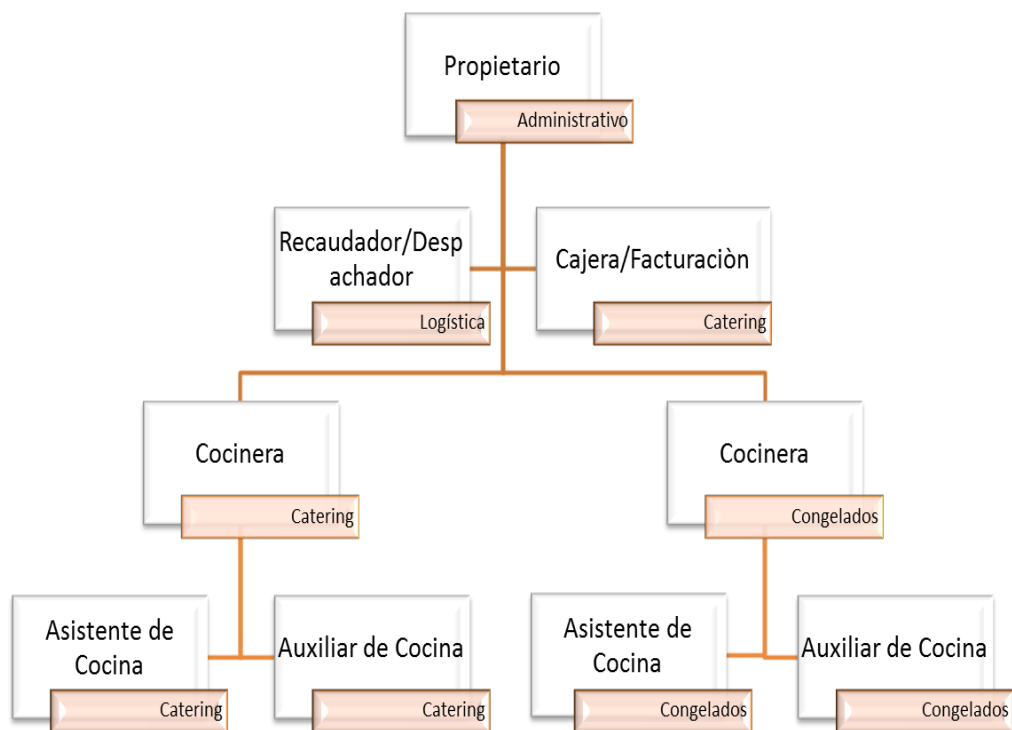 Propietario
Administrativo
Recaudador/Desp
achador
Logística
Cajera/Facturaciòn
Catering
Cocinera
Catering
Cocinera
Congelados
Asistente de
Cocina
Catering
Auxiliar de Cocina
Catering
Asistente de
Cocina
Congelados
Auxiliar de Cocina
Congelados